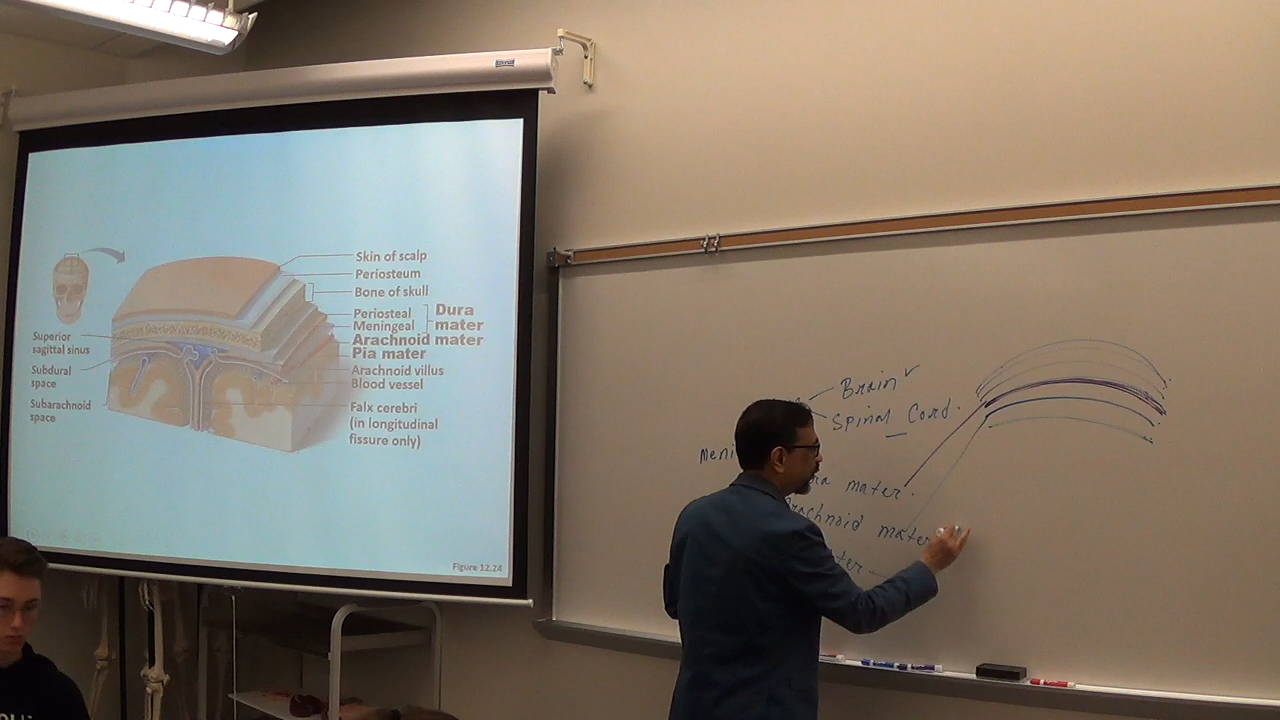 Skin of scalp
Periosteum
Bone of skull
Periosteal
Meningeal
Dura
mater
Arachnoid mater
Pia mater
Arachnoid villus
Blood vessel
Falx cerebri
(in longitudinal
fissure only)
Superior
sagittal sinus
Subdural
space
Subarachnoid
space
Figure 12.24
Brain
Spinal Cord.
Meni
mater.
Arachnoid mater